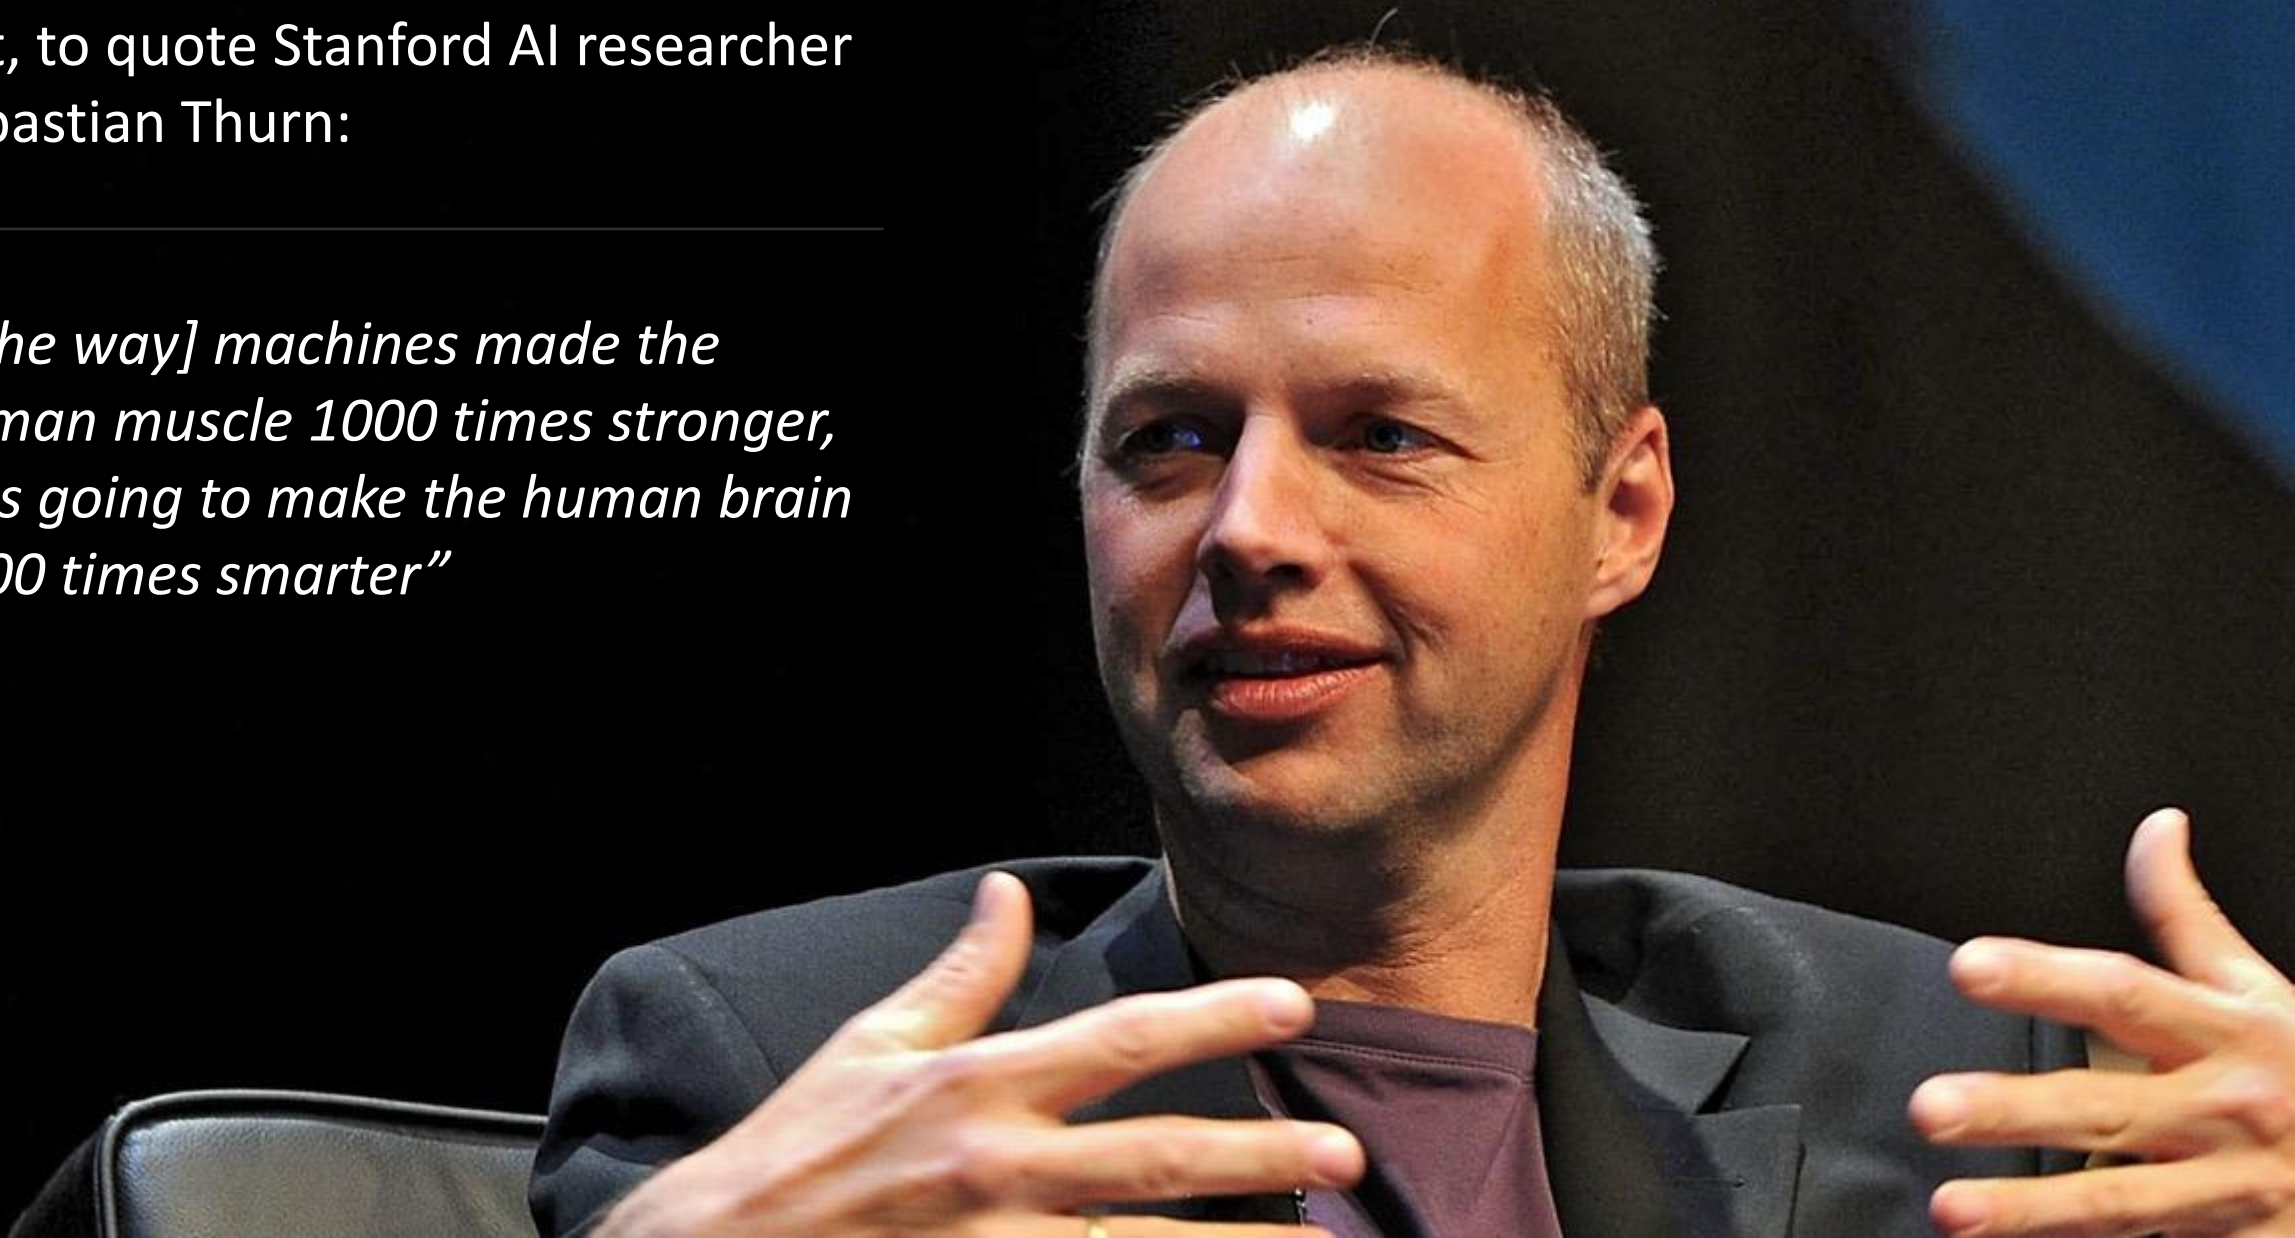 t, to quote Stanford AI researcher
bastian Thurn:
he way] machines made the
man muscle 1000 times stronger,
s going to make the human brain
00 times smarter”